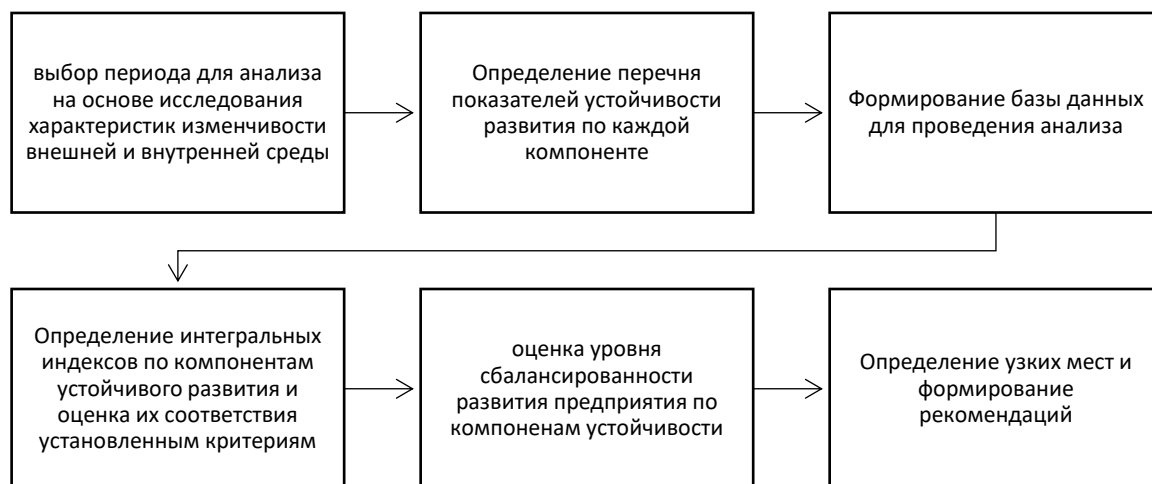 выбор периода для анализа
на основе исследования
характеристик изменчивости
внешней и внутренней среды
Определение перечня
показателей устойчивости
развития по каждой
компоненте
Формирование базы данных
для проведения анализа
Определение интегральных
индексов по компонентам
устойчивого развития и
оценка их соответствия
установленным критериям
оценка уровня
сбалансированности
развития предприятия по
компоненам устойчивости
Определение узких мест и
формирование
рекомендаций